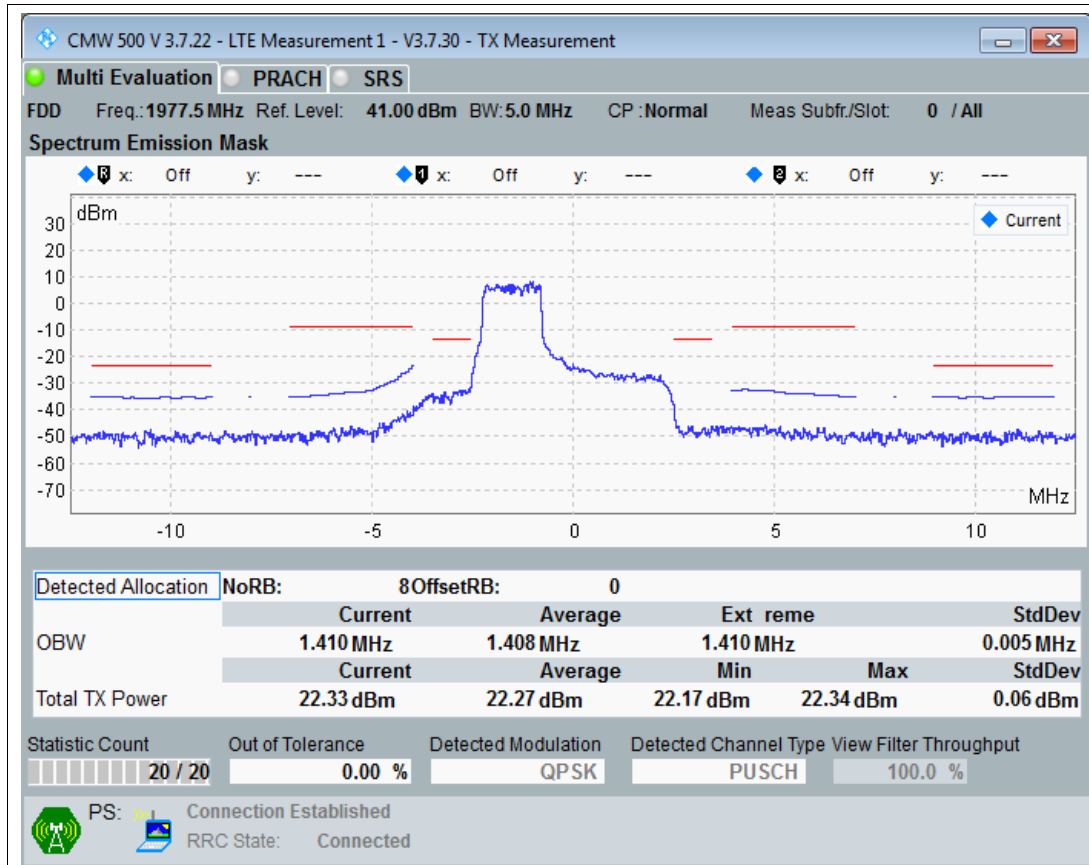 CMW 500 V 3.7.22 - LTE Measurement 1 - V3.7.30 - TX Measurement
Multi Evaluation PRACH SRS
FDD Freq.: 1977.5 MHz Ref. Level: 41.00 dBm BW: 5.0 MHz CP : Normal Meas Subfr./Slot: 0 / All
Spectrum Emission Mask
R x: Off y: --- 1 x: Off y: --- 2 x: Off y: ---
dBm
Current
30
20
10
0
-10
-20
-30
-40
-50
-60
-70
MHz
-10 -5 0 5 10
Detected Allocation NoRB: 8 OffsetRB: 0
Current Average Ext reme StdDev
OBW 1.410 MHz 1.408 MHz 1.410 MHz 0.005 MHz
Current Average Min Max StdDev
Total TX Power 22.33 dBm 22.27 dBm 22.17 dBm 22.34 dBm 0.06 dBm
Statistic Count Out of Tolerance Detected Modulation Detected Channel Type View Filter Throughput
20 / 20 0.00 % QPSK PUSCH 100.0 %
PS: Connection Established
RRC State: Connected